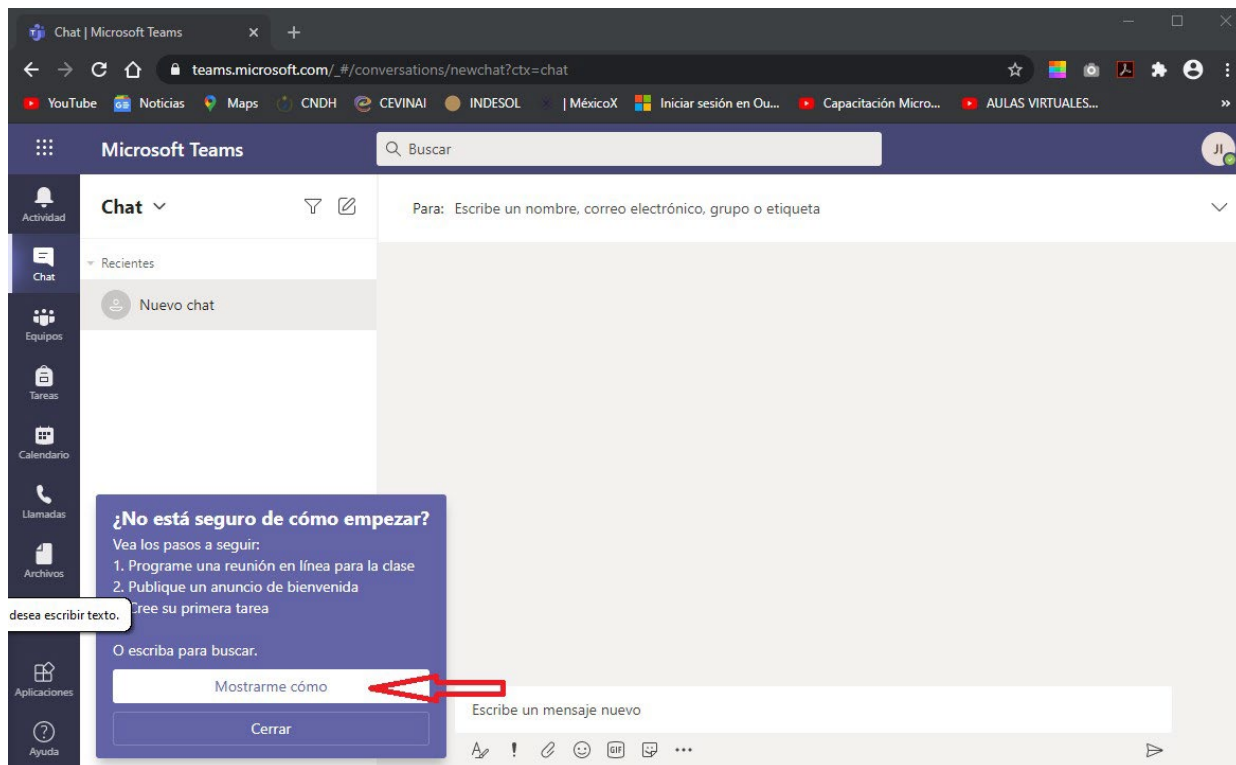 Chat | Microsoft Teams
teams.microsoft.com/_#/conversations/newchat?ctx=chat
YouTube Noticias Maps CNDH CEVINAI INDESOL | MéxicoX Iniciar sesión en Ou... Capacitación Micro... AULAS VIRTUALES... »
Microsoft Teams
Buscar
JI
Actividad
Chat
Equipos
Tareas
Calendario
Llamadas
Archivos
Aplicaciones
Ayuda
Chat
Recientes
Nuevo chat
Para: Escribe un nombre, correo electrónico, grupo o etiqueta
¿No está seguro de cómo empezar?
Vea los pasos a seguir:
1. Programe una reunión en línea para la clase
2. Publique un anuncio de bienvenida
Cree su primera tarea
desea escribir texto.
O escriba para buscar.
Mostrarme cómo
Cerrar
Escribe un mensaje nuevo
GIF